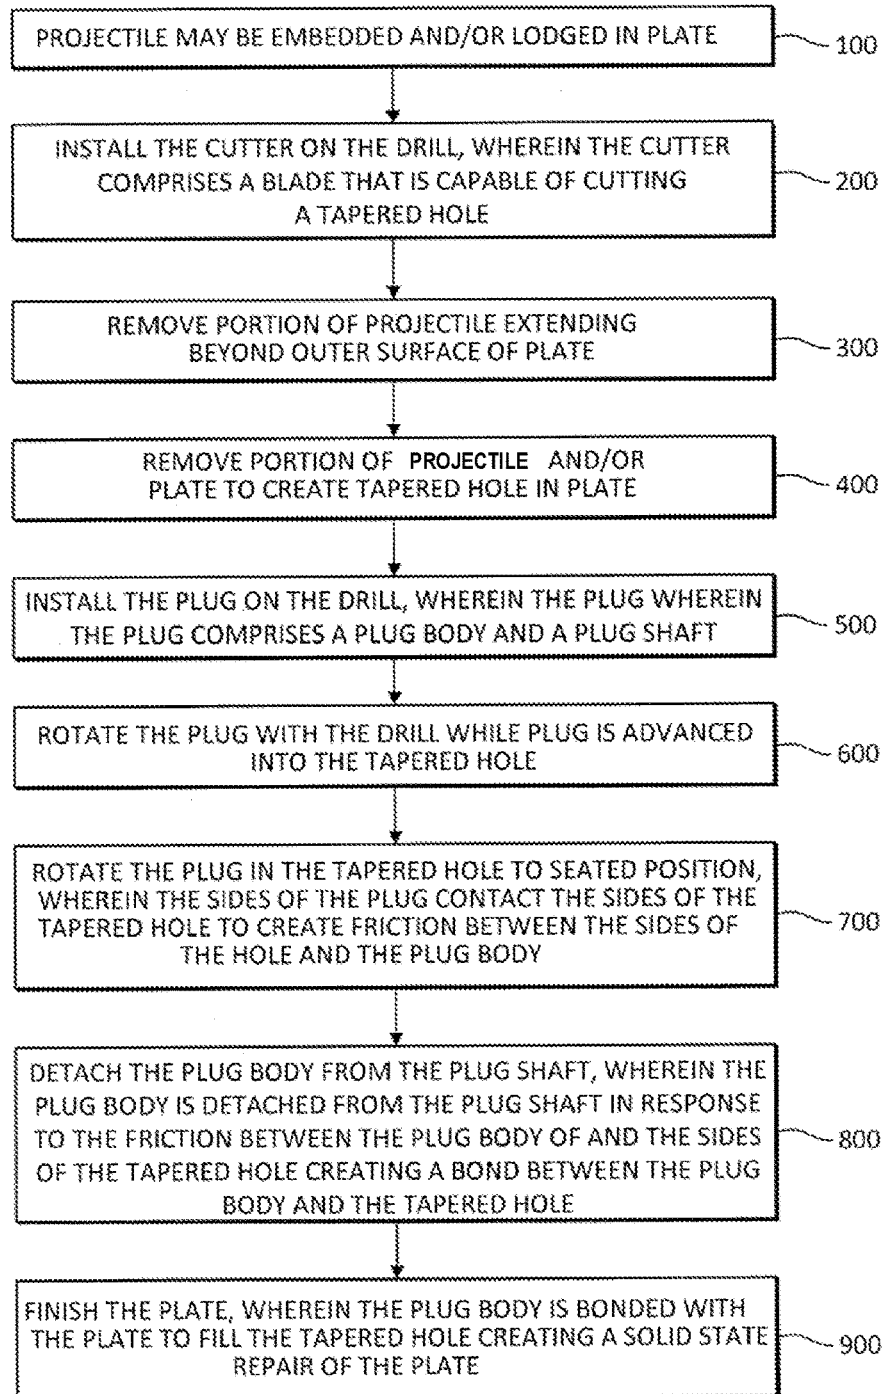 PROJECTILE MAY BE EMBEDDED AND/OR LODGED IN PLATE
100
INSTALL THE CUTTER ON THE DRILL, WHEREIN THE CUTTER
COMPRISES A BLADE THAT IS CAPABLE OF CUTTING
A TAPERED HOLE
200
REMOVE PORTION OF PROJECTILE EXTENDING
BEYOND OUTER SURFACE OF PLATE
300
REMOVE PORTION OF PROJECTILE AND/OR
PLATE TO CREATE TAPERED HOLE IN PLATE
400
INSTALL THE PLUG ON THE DRILL, WHEREIN THE PLUG WHEREIN
THE PLUG COMPRISES A PLUG BODY AND A PLUG SHAFT
500
ROTATE THE PLUG WITH THE DRILL WHILE PLUG IS ADVANCED
INTO THE TAPERED HOLE
600
ROTATE THE PLUG IN THE TAPERED HOLE TO SEATED POSITION,
WHEREIN THE SIDES OF THE PLUG CONTACT THE SIDES OF THE
TAPERED HOLE TO CREATE FRICTION BETWEEN THE SIDES OF
THE HOLE AND THE PLUG BODY
700
DETACH THE PLUG BODY FROM THE PLUG SHAFT, WHEREIN THE
PLUG BODY IS DETACHED FROM THE PLUG SHAFT IN RESPONSE
TO THE FRICTION BETWEEN THE PLUG BODY OF AND THE SIDES
OF THE TAPERED HOLE CREATING A BOND BETWEEN THE PLUG
BODY AND THE TAPERED HOLE
800
FINISH THE PLATE, WHEREIN THE PLUG BODY IS BONDED WITH
THE PLATE TO FILL THE TAPERED HOLE CREATING A SOLID STATE
REPAIR OF THE PLATE
900